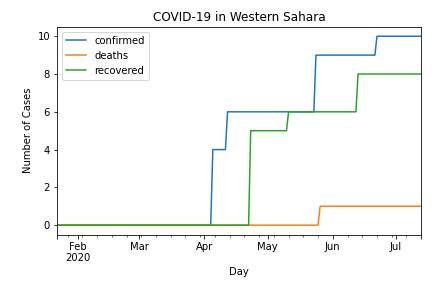 COVID-19 in Western Sahara
confirmed
deaths
recovered
Number of Cases
10
8
6
4
2
0
Feb Mar Apr May Jun Jul
2020
Day